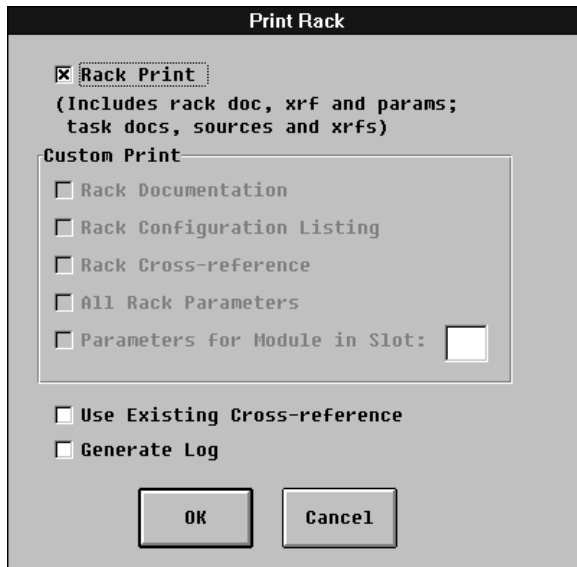 Print Rack
Rack Print
(Includes rack doc, xrf and params;
task docs, sources and xrfs)
Custom Print
Rack Documentation
Rack Configuration Listing
Rack Cross-reference
All Rack Parameters
Parameters for Module in Slot:
Use Existing Cross-reference
Generate Log
OK
Cancel